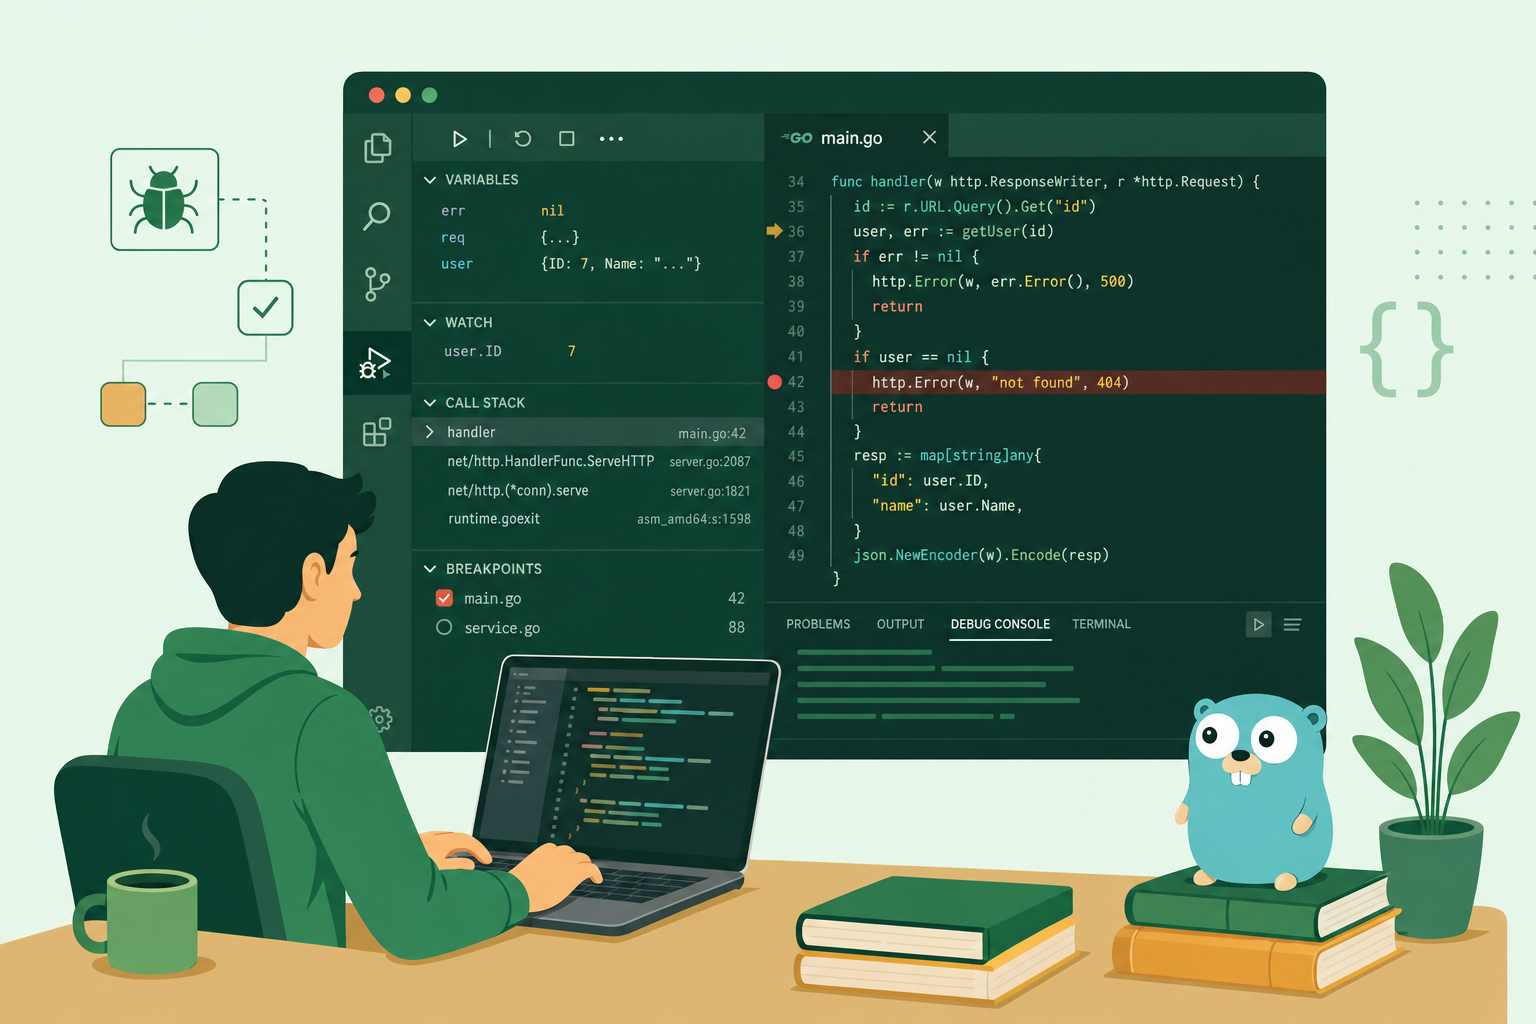 VARIABLES
err nil
req {...}
user {ID: 7, Name: "..."}
WATCH
user.ID 7
CALL STACK
handler main.go:42
net/http.HandlerFunc.ServeHTTP server.go:2087
net/http.(*conn).serve server.go:1821
runtime.goexit asm_amd64:s:1598
BREAKPOINTS
main.go 42
service.go 88
GO main.go
34 func handler(w http.ResponseWriter, r *http.Request) {
35 id := r.URL.Query().Get("id")
36 user, err := getUser(id)
37 if err != nil {
38 http.Error(w, err.Error(), 500)
39 return
40 }
41 if user == nil {
42 http.Error(w, "not found", 404)
43 return
44 }
45 resp := map[string]any{
46 "id": user.ID,
47 "name": user.Name,
48 }
49 json.NewEncoder(w).Encode(resp)
}
PROBLEMS OUTPUT DEBUG CONSOLE TERMINAL
{}